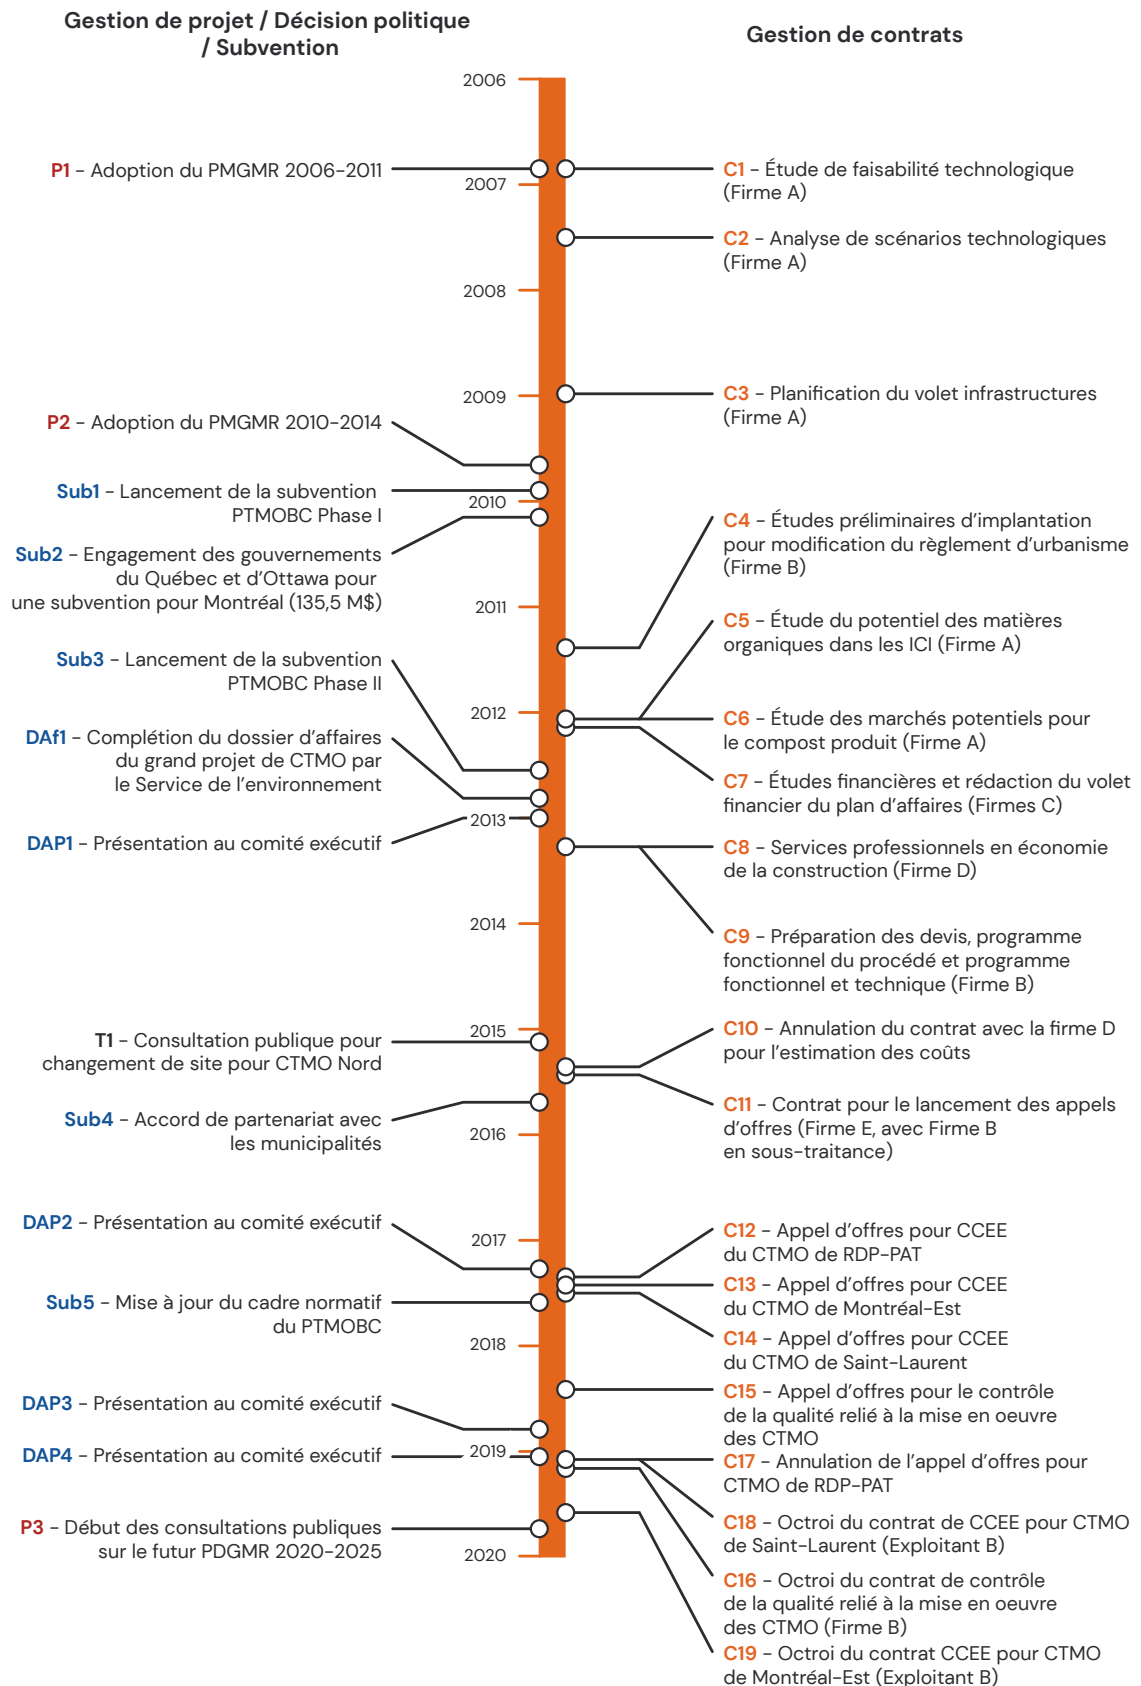 Gestion de projet / Décision politique
/ Subvention
Gestion de contrats
2006
P1 – Adoption du PMGMR 2006-2011
C1 – Étude de faisabilité technologique
(Firme A)
2007
C2 – Analyse de scénarios technologiques
(Firme A)
2008
2009
C3 – Planification du volet infrastructures
(Firme A)
P2 – Adoption du PMGMR 2010-2014
Sub1 – Lancement de la subvention
PTMOBC Phase I
2010
Sub2 – Engagement des gouvernements
du Québec et d'Ottawa pour
une subvention pour Montréal (135,5 M$)
C4 – Études préliminaires d'implantation
pour modification du règlement d'urbanisme
(Firme B)
2011
C5 – Étude du potentiel des matières
organiques dans les ICI (Firme A)
Sub3 – Lancement de la subvention
PTMOBC Phase II
2012
C6 – Étude des marchés potentiels pour
le compost produit (Firme A)
DAf1 – Complétion du dossier d'affaires
du grand projet de CTMO par
le Service de l'environnement
C7 – Études financières et rédaction du volet
financier du plan d'affaires (Firmes C)
2013
DAP1 – Présentation au comité exécutif
C8 – Services professionnels en économie
de la construction (Firme D)
2014
C9 – Préparation des devis, programme
fonctionnel du procédé et programme
fonctionnel et technique (Firme B)
2015
T1 – Consultation publique pour
changement de site pour CTMO Nord
C10 – Annulation du contrat avec la firme D
pour l'estimation des coûts
Sub4 – Accord de partenariat avec
les municipalités
C11 – Contrat pour le lancement des appels
d'offres (Firme E, avec Firme B
en sous-traitance)
2016
DAP2 – Présentation au comité exécutif
2017
C12 – Appel d'offres pour CCEE
du CTMO de RDP-PAT
C13 – Appel d'offres pour CCEE
du CTMO de Montréal-Est
Sub5 – Mise à jour du cadre normatif
du PTMOBC
C14 – Appel d'offres pour CCEE
du CTMO de Saint-Laurent
2018
DAP3 – Présentation au comité exécutif
C15 – Appel d'offres pour le contrôle
de la qualité relié à la mise en oeuvre
des CTMO
2019
DAP4 – Présentation au comité exécutif
C17 – Annulation de l'appel d'offres pour
CTMO de RDP-PAT
P3 – Début des consultations publiques
sur le futur PDGMR 2020-2025
C18 – Octroi du contrat de CCEE pour CTMO
de Saint-Laurent (Exploitant B)
2020
C16 – Octroi du contrat de contrôle
de la qualité relié à la mise en oeuvre
des CTMO (Firme B)
C19 – Octroi du contrat CCEE pour CTMO
de Montréal-Est (Exploitant B)